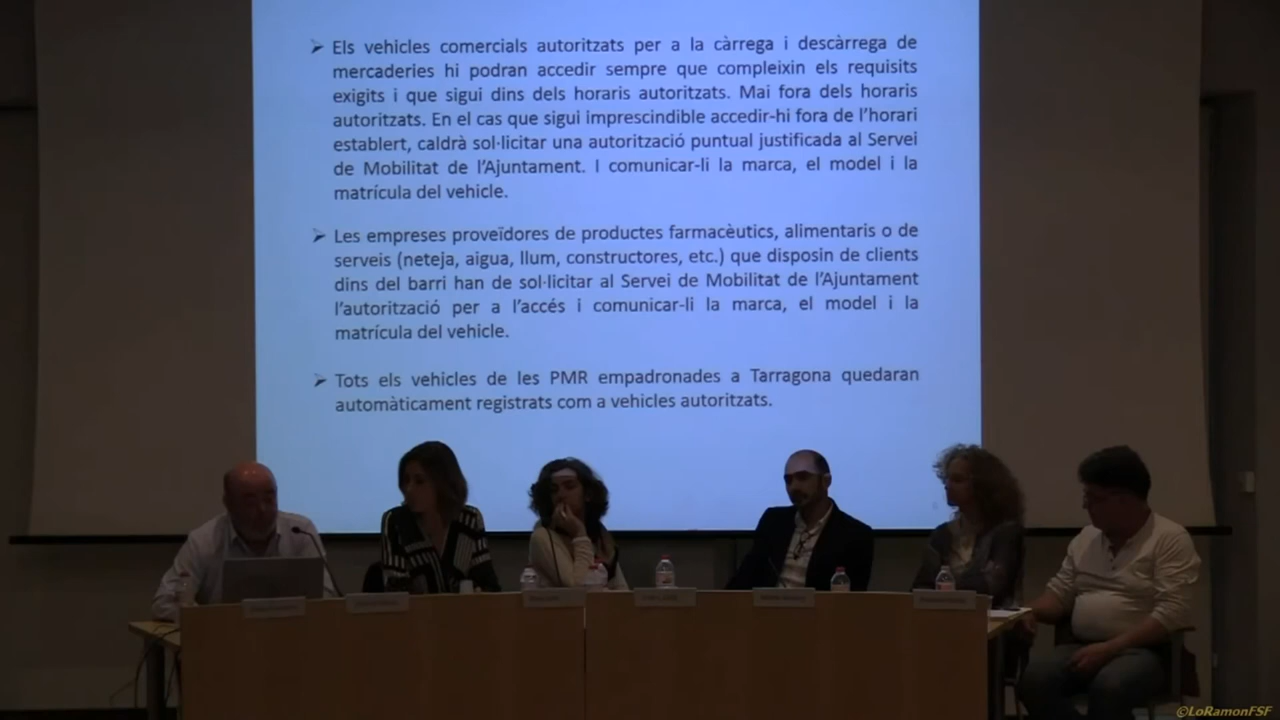 ➢ Els vehicles comercials autoritzats per a la càrrega i descàrrega de
mercaderies hi podran accedir sempre que compleixin els requisits
exigits i que sigui dins dels horaris autoritzats. Mai fora dels horaris
autoritzats. En el cas que sigui imprescindible accedir-hi fora de l'horari
establert, caldrà sol·licitar una autorització puntual justificada al Servei
de Mobilitat de l'Ajuntament. I comunicar-li la marca, el model i la
matrícula del vehicle.
➢ Les empreses proveïdores de productes farmacèutics, alimentaris o de
serveis (neteja, aigua, llum, constructores, etc.) que disposin de clients
dins del barri han de sol·licitar al Servei de Mobilitat de l'Ajuntament
l'autorització per a l'accés i comunicar-li la marca, el model i la
matrícula del vehicle.
➢ Tots els vehicles de les PMR empadronades a Tarragona quedaran
automàticament registrats com a vehicles autoritzats.
©LoRamonFSF